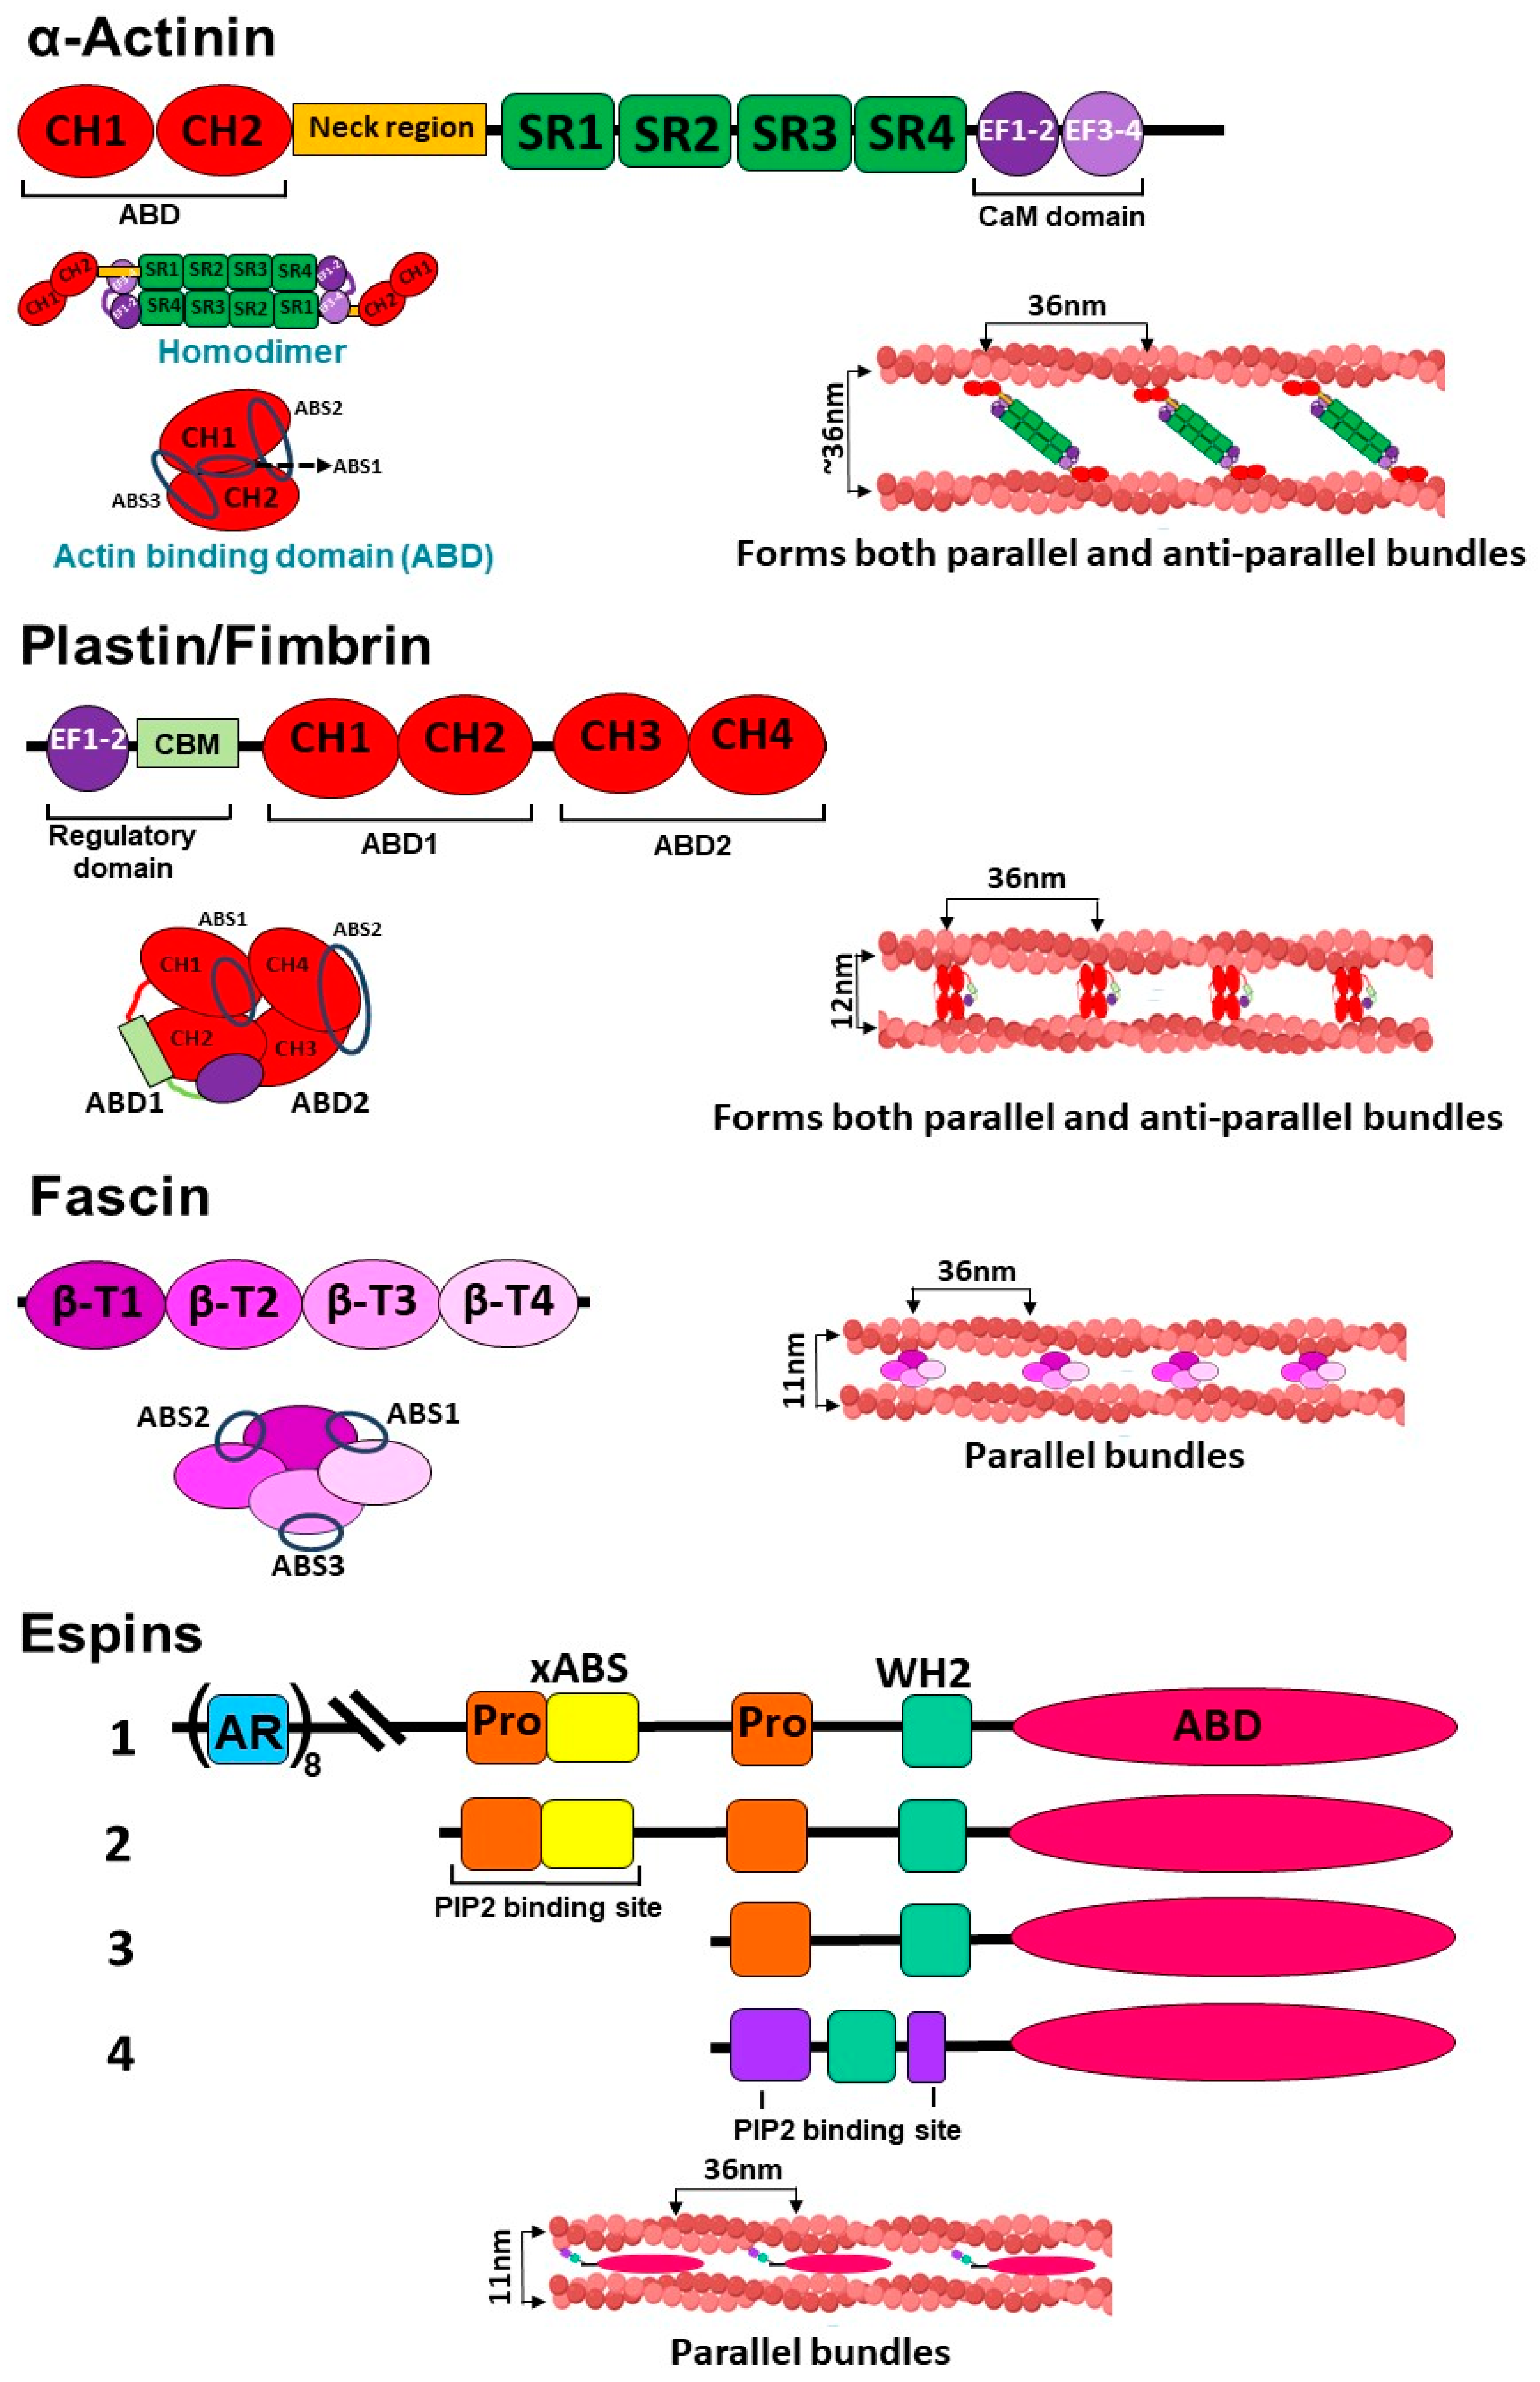 α-Actinin
CH1 CH2 Neck region SR1 SR2 SR3 SR4 EF1-2 EF3-4
ABD
CaM domain
CH1 CH2 EF3-4 SR1 SR2 SR3 SR4 EF1-2 CH1
EF1-2 SR4 SR3 SR2 SR1 EF3-4 CH2
Homodimer
36nm
~36nm
CH1 ABS2
ABS1
ABS3 CH2
Actin binding domain (ABD)
Forms both parallel and anti-parallel bundles
Plastin/Fimbrin
EF1-2 CBM CH1 CH2 CH3 CH4
Regulatory
domain
ABD1
ABD2
36nm
12nm
ABS1
ABS2
CH1 CH4
CH2 CH3
ABD1 ABD2
Forms both parallel and anti-parallel bundles
Fascin
β-T1 β-T2 β-T3 β-T4
36nm
11nm
ABS2 ABS1
ABS3
Parallel bundles
Espins
xABS
WH2
1 (AR)8 Pro Pro ABD
2
PIP2 binding site
3
4
PIP2 binding site
36nm
11nm
Parallel bundles